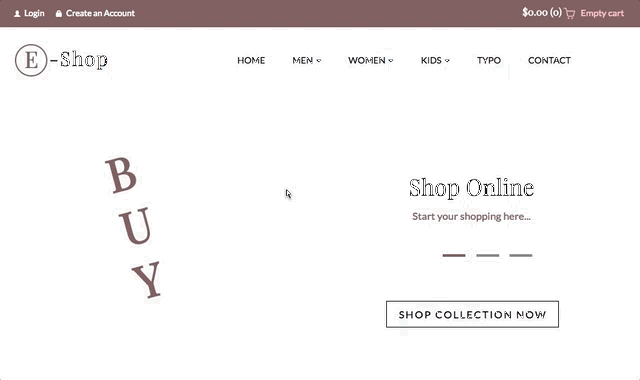 Login Create an Account $0.00 (0) Empty cart
E-Shop HOME MEN WOMEN KIDS TYPO CONTACT
B
U
Y
Shop Online
Start your shopping here...
SHOP COLLECTION NOW